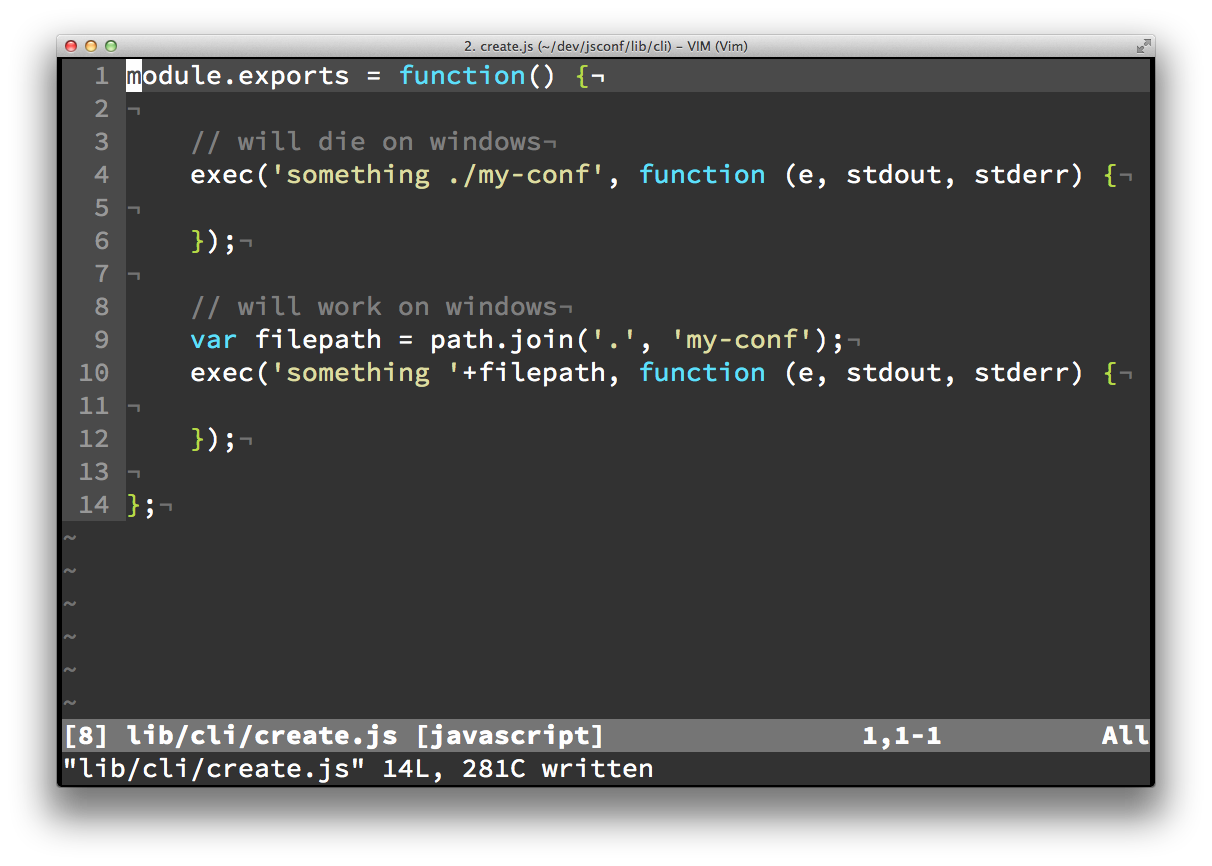 2. create.js (~/dev/jsconf/lib/cli) – VIM (Vim)
1 module.exports = function() {¬
2 ¬
3     // will die on windows¬
4     exec('something ./my-conf', function (e, stdout, stderr) {¬
5 ¬
6     });¬
7 ¬
8     // will work on windows¬
9     var filepath = path.join('.', 'my-conf');¬
10     exec('something '+filepath, function (e, stdout, stderr) {¬
11 ¬
12     });¬
13 ¬
14 };¬
~
~
~
~
~
~
[8] lib/cli/create.js [javascript] 1,1-1 All
"lib/cli/create.js" 14L, 281C written